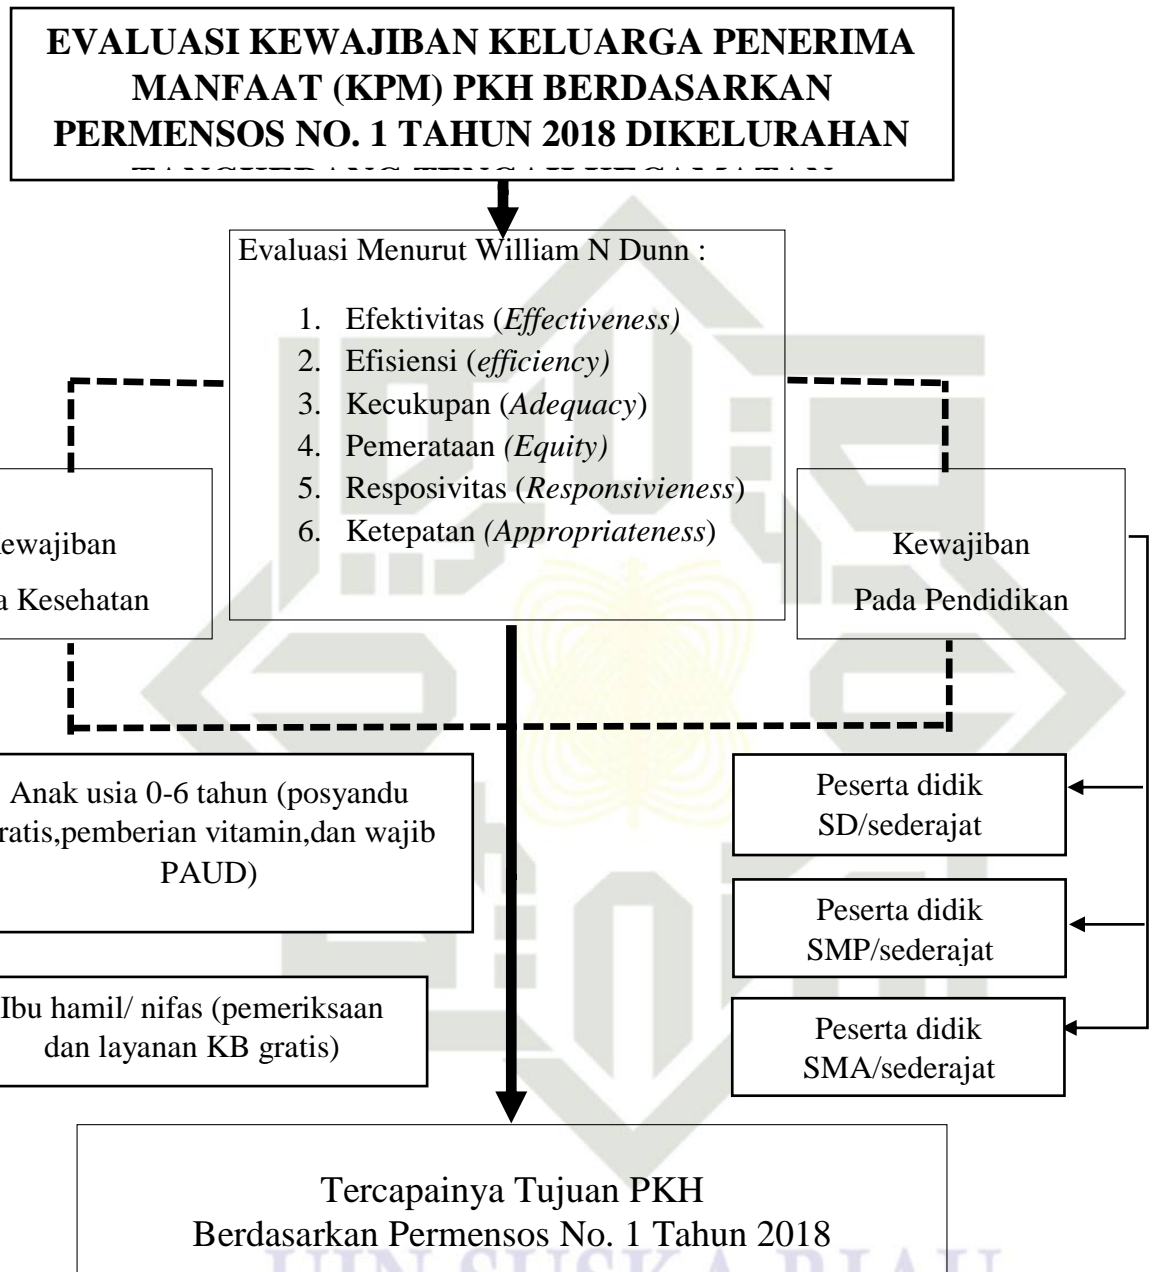 EVALUASI KEWAJIBAN KELUARGA PENERIMA
MANFAAT (KPM) PKH BERDASARKAN
PERMENSOS NO. 1 TAHUN 2018 DIKELURAHAN
Evaluasi Menurut William N Dunn :
1. Efektivitas (Effectiveness)
2. Efisiensi (efficiency)
3. Kecukupan (Adequacy)
4. Pemerataan (Equity)
5. Resposivitas (Responsivieness)
6. Ketepatan (Appropriateness)
ewajiban
a Kesehatan
Kewajiban
Pada Pendidikan
Anak usia 0-6 tahun (posyandu
ratis,pemberian vitamin,dan wajib
PAUD)
Ibu hamil/ nifas (pemeriksaan
dan layanan KB gratis)
Peserta didik
SD/sederajat
Peserta didik
SMP/sederajat
Peserta didik
SMA/sederajat
Tercapainya Tujuan PKH
Berdasarkan Permensos No. 1 Tahun 2018
UIN SUSKA RIAU